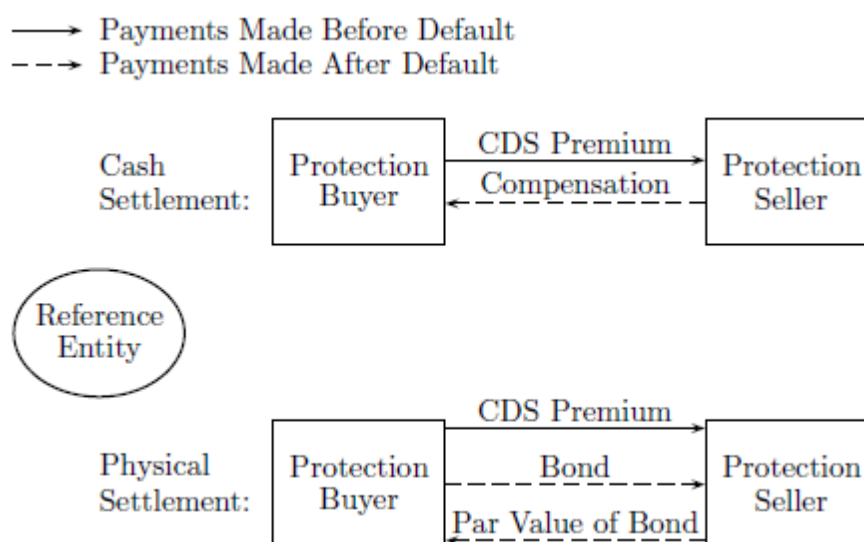 Payments Made Before Default
Payments Made After Default
Cash
Settlement:
Protection
Buyer
CDS Premium
Compensation
Protection
Seller
Reference
Entity
Physical
Settlement:
Protection
Buyer
CDS Premium
Bond
Par Value of Bond
Protection
Seller